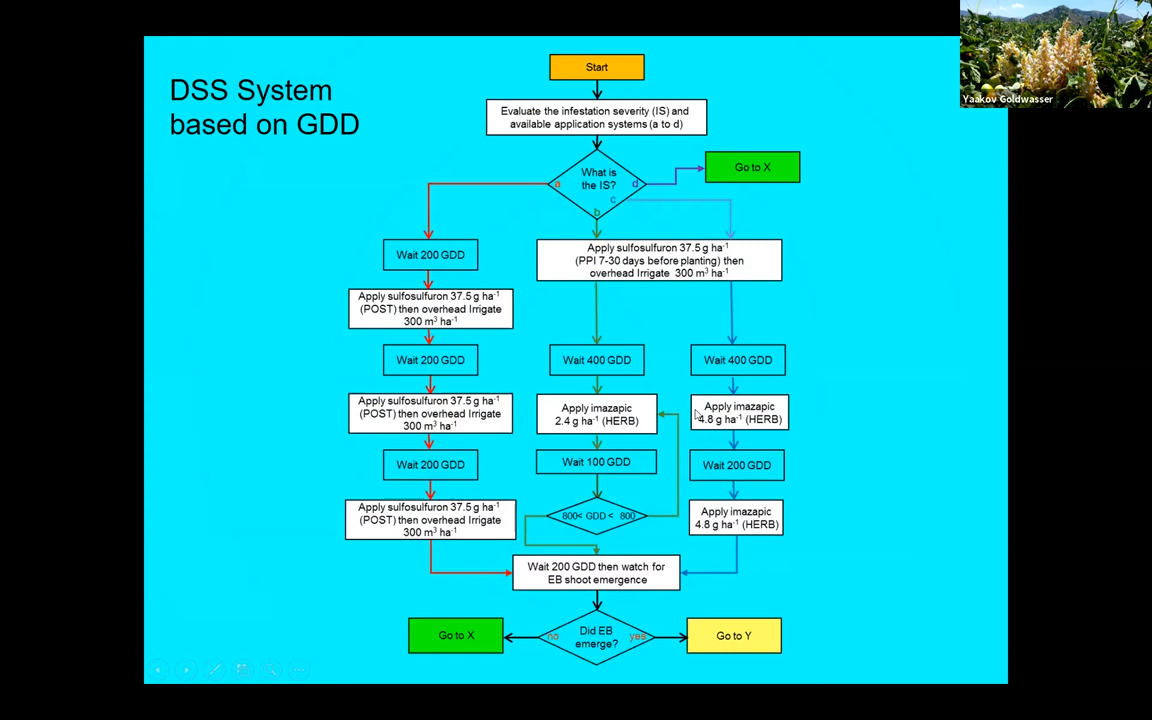 DSS System
based on GDD
Yaakov Goldwasser
Start
Evaluate the infestation severity (IS) and
available application systems (a to d)
What is
the IS?
a
b
c
d
Go to X
Wait 200 GDD
Apply sulfosulfuron 37.5 g ha⁻¹
(PPI 7-30 days before planting) then
overhead Irrigate 300 m³ ha⁻¹
Apply sulfosulfuron 37.5 g ha⁻¹
(POST) then overhead Irrigate
300 m³ ha⁻¹
Wait 200 GDD
Wait 400 GDD
Wait 400 GDD
Apply sulfosulfuron 37.5 g ha⁻¹
(POST) then overhead Irrigate
300 m³ ha⁻¹
Apply imazapic
2.4 g ha⁻¹ (HERB)
Apply imazapic
4.8 g ha⁻¹ (HERB)
Wait 200 GDD
Wait 100 GDD
Wait 200 GDD
Apply sulfosulfuron 37.5 g ha⁻¹
(POST) then overhead Irrigate
300 m³ ha⁻¹
800< GDD < 800
Apply imazapic
4.8 g ha⁻¹ (HERB)
Wait 200 GDD then watch for
EB shoot emergence
Did EB
emerge?
no
yes
Go to X
Go to Y